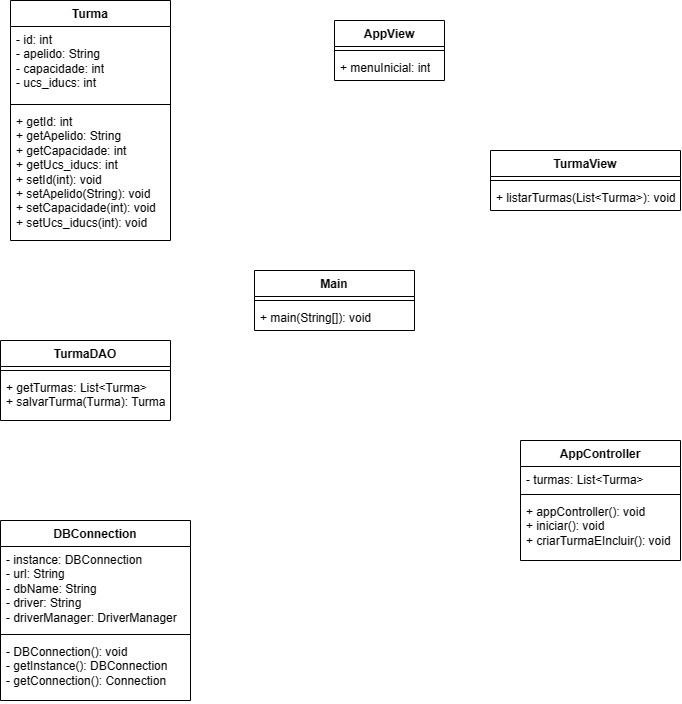 Turma
- id: int
- apelido: String
- capacidade: int
- ucs_iducs: int
+ getId: int
+ getApelido: String
+ getCapacidade: int
+ getUcs_iducs: int
+ setId(int): void
+ setApelido(String): void
+ setCapacidade(int): void
+ setUcs_iducs(int): void
AppView
+ menuInicial: int
TurmaView
+ listarTurmas(List<Turma>): void
Main
+ main(String[]): void
TurmaDAO
+ getTurmas: List<Turma>
+ salvarTurma(Turma): Turma
AppController
- turmas: List<Turma>
+ appController(): void
+ iniciar(): void
+ criarTurmaEIncluir(): void
DBConnection
- instance: DBConnection
- url: String
- dbName: String
- driver: String
- driverManager: DriverManager
- DBConnection(): void
- getInstance(): DBConnection
- getConnection(): Connection